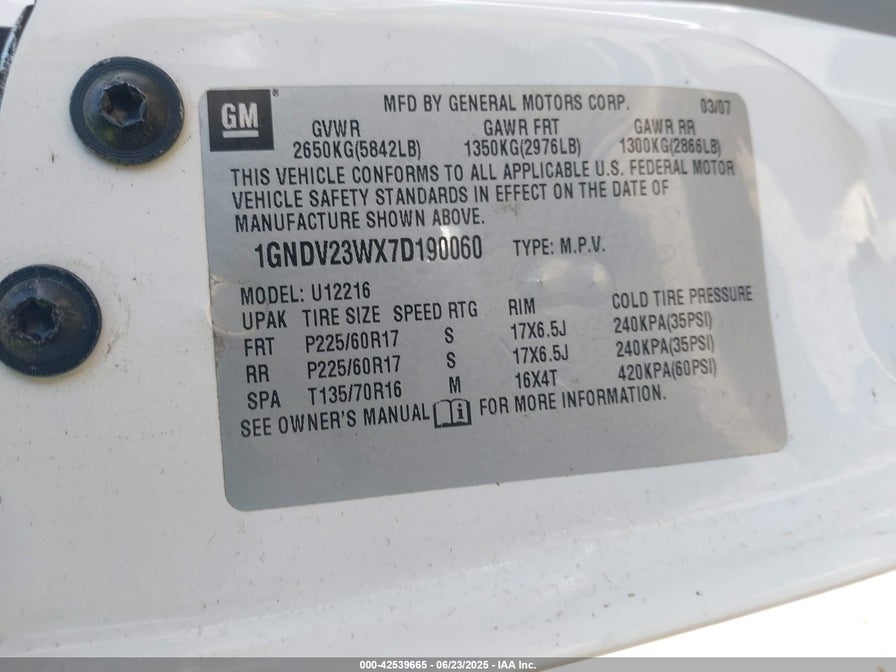 GM
MFD BY GENERAL MOTORS CORP. 03/07
GVWR GAWR FRT GAWR RR
2650KG(5842LB) 1350KG(2976LB) 1300KG(2866LB)
THIS VEHICLE CONFORMS TO ALL APPLICABLE U.S. FEDERAL MOTOR
VEHICLE SAFETY STANDARDS IN EFFECT ON THE DATE OF
MANUFACTURE SHOWN ABOVE.
1GNDV23WX7D190060 TYPE: M.P.V.
MODEL: U12216
UPAK TIRE SIZE SPEED RTG RIM COLD TIRE PRESSURE
FRT P225/60R17 S 17X6.5J 240KPA(35PSI)
RR P225/60R17 S 17X6.5J 240KPA(35PSI)
SPA T135/70R16 M 16X4T 420KPA(60PSI)
SEE OWNER'S MANUAL FOR MORE INFORMATION.
000-42539665 - 06/23/2025 - IAA Inc.